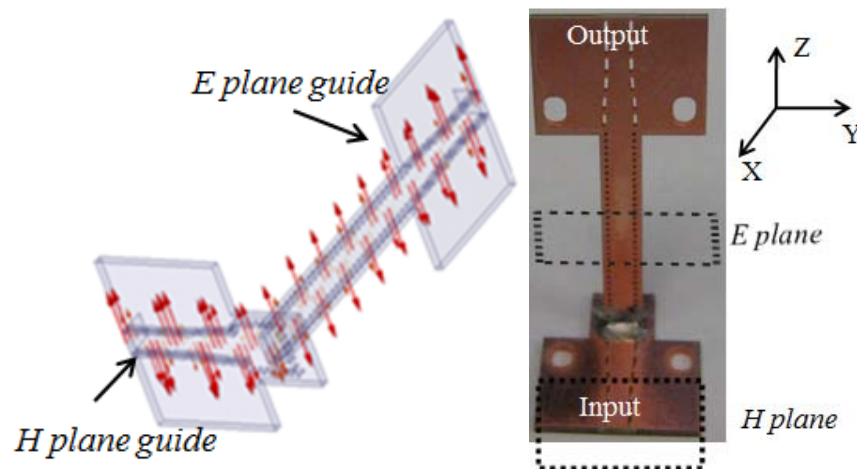 E plane guide
H plane guide
Output
Input
Z
Y
X
E plane
H plane